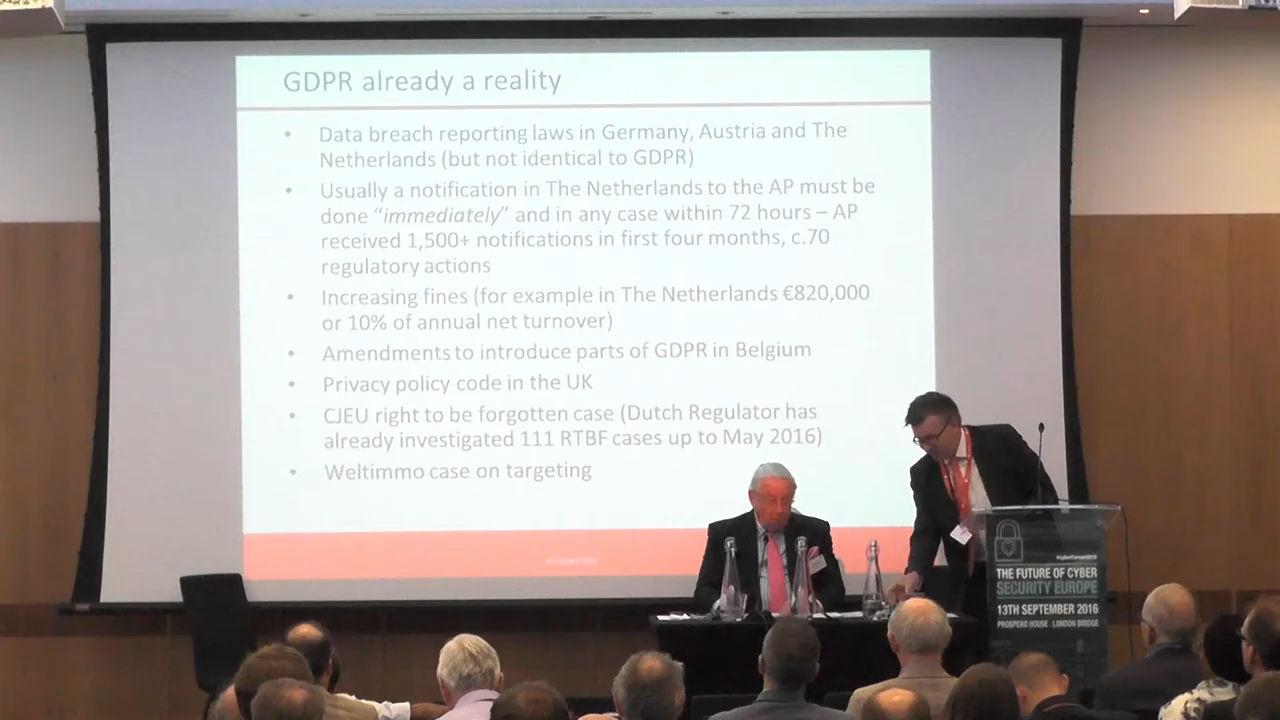 GDPR already a reality
• Data breach reporting laws in Germany, Austria and The
Netherlands (but not identical to GDPR)
• Usually a notification in The Netherlands to the AP must be
done “immediately” and in any case within 72 hours – AP
received 1,500+ notifications in first four months, c.70
regulatory actions
• Increasing fines (for example in The Netherlands €820,000
or 10% of annual net turnover)
• Amendments to introduce parts of GDPR in Belgium
• Privacy policy code in the UK
• CJEU right to be forgotten case (Dutch Regulator has
already investigated 111 RTBF cases up to May 2016)
• Weltimmo case on targeting
#cybereurope2016
THE FUTURE OF CYBER
SECURITY EUROPE
13TH SEPTEMBER 2016
PROSPERO HOUSE LONDON BRIDGE